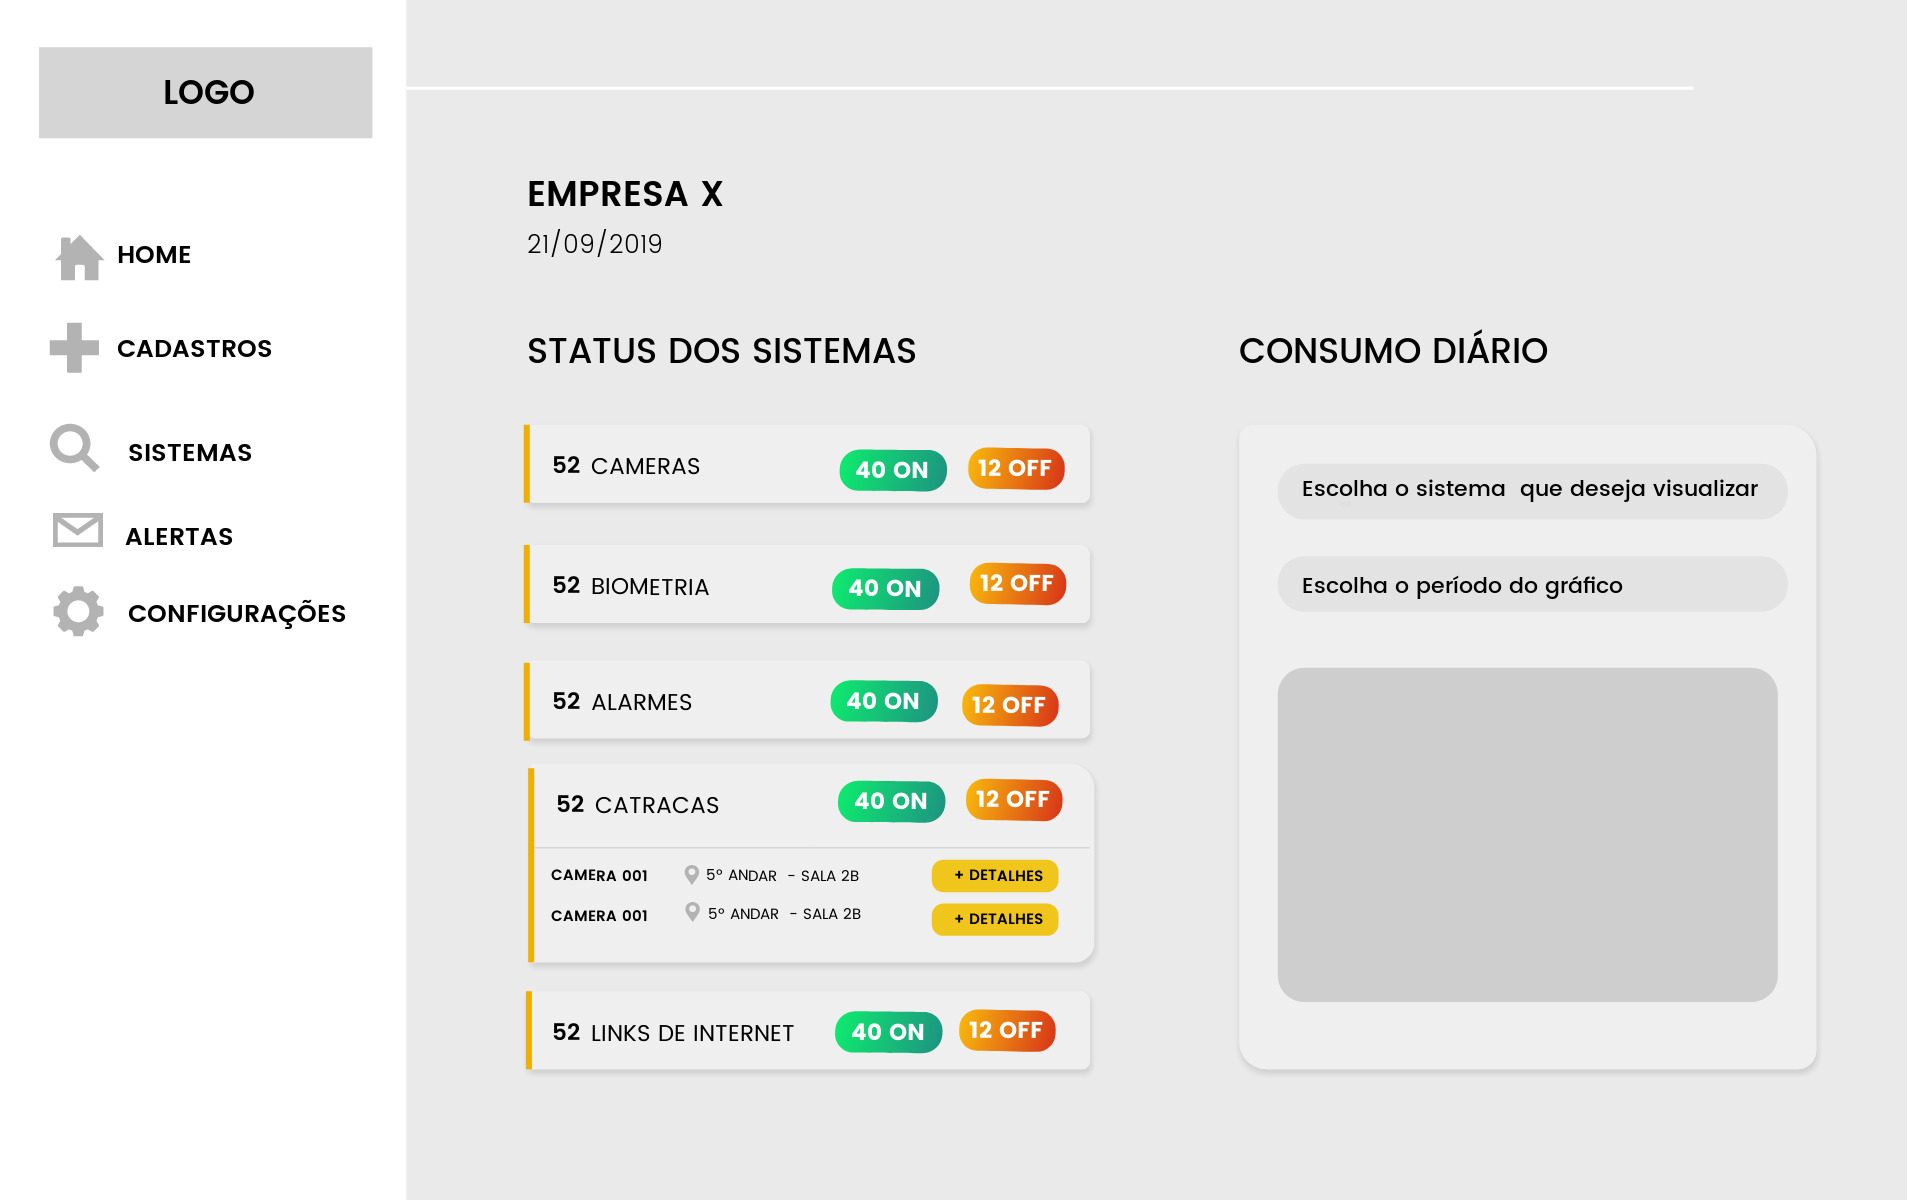 LOGO
HOME
CADASTROS
SISTEMAS
ALERTAS
CONFIGURAÇÕES
EMPRESA X
21/09/2019
STATUS DOS SISTEMAS
52 CAMERAS 40 ON 12 OFF
52 BIOMETRIA 40 ON 12 OFF
52 ALARMES 40 ON 12 OFF
52 CATRACAS 40 ON 12 OFF
CAMERA 001 5º ANDAR - SALA 2B + DETALHES
CAMERA 001 5º ANDAR - SALA 2B + DETALHES
52 LINKS DE INTERNET 40 ON 12 OFF
CONSUMO DIÁRIO
Escolha o sistema que deseja visualizar
Escolha o período do gráfico